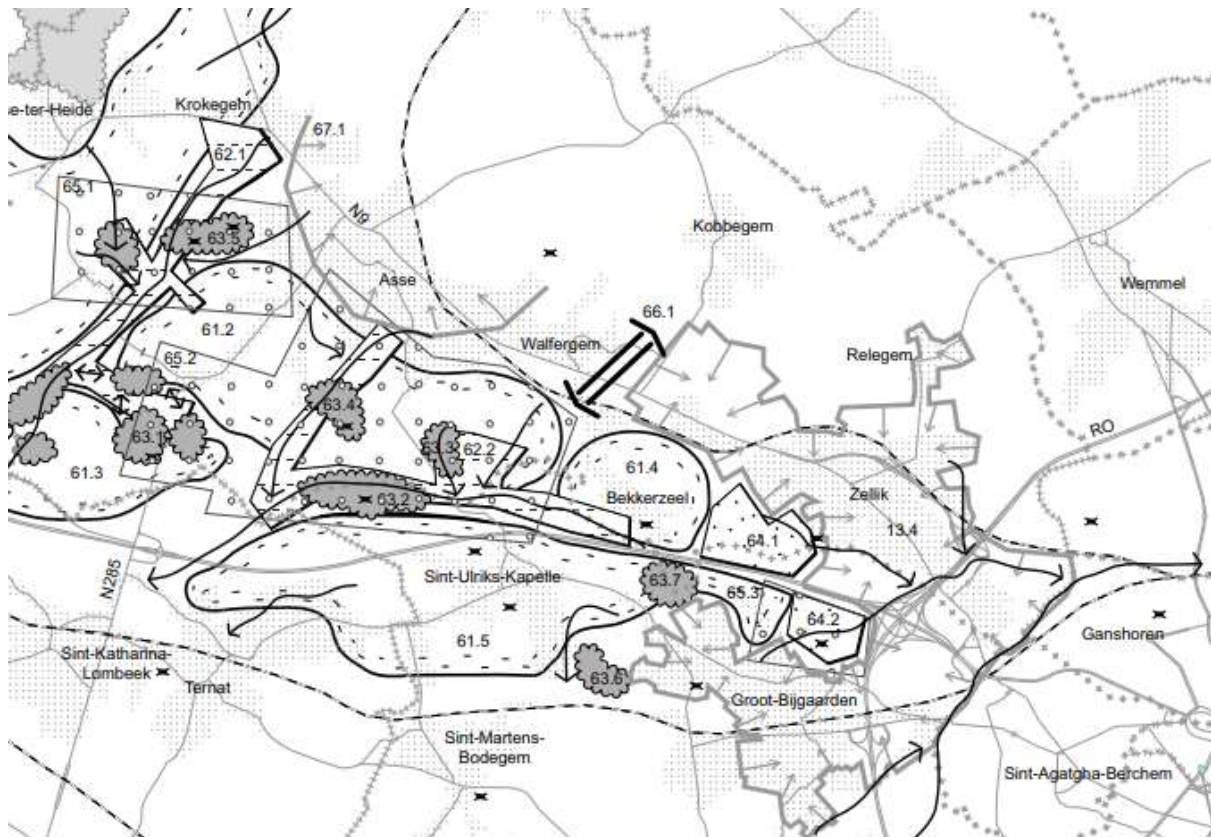 Krokegem
e-ter-Heide
67.1
62.1
65.1
N9
63.5
Kobbegem
Asse
Wemmel
66.1
61.2
Walfergem
Relegem
65.2
63.4
RO
63.1
63.3
62.2
61.4
61.3
Bekkerzeel
Zellik
63.2
13.4
64.1
N285
Sint-Ulriks-Kapelle
63.7
65.3
64.2
61.5
Ganshoren
Sint-Katharina-
Lombeek
63.6
Ternat
Groot-Bijgaarden
Sint-Martens-
Bodegem
Sint-Agatgha-Berchem